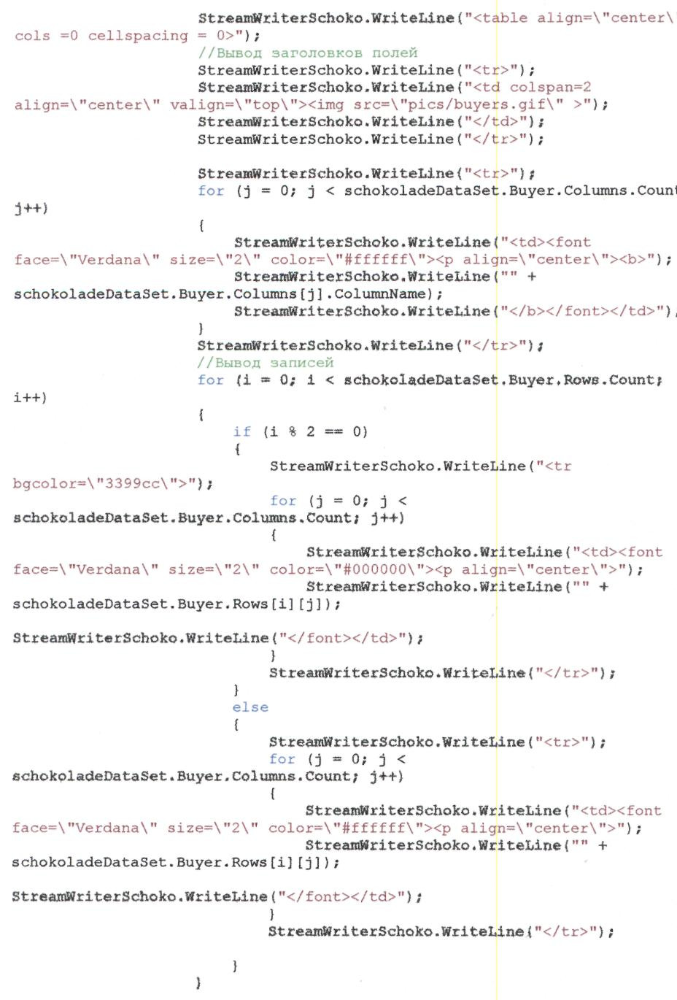 StreamWriterSchoko.WriteLine("<table align=\"center\"
cols =0 cellspacing = 0>");
//Вывод заголовков полей
StreamWriterSchoko.WriteLine("<tr>");
StreamWriterSchoko.WriteLine("<td colspan=2
align=\"center\" valign=\"top\"><img src=\"pics/buyers.gif\" >");
StreamWriterSchoko.WriteLine("</td>");
StreamWriterSchoko.WriteLine("</tr>");
StreamWriterSchoko.WriteLine("<tr>");
for (j = 0; j < schokoladeDataSet.Buyer.Columns.Count
j++)
{
StreamWriterSchoko.WriteLine("<td><font
face=\"Verdana\" size=\"2\" color=\"#ffffff\"><p align=\"center\"><b>");
StreamWriterSchoko.WriteLine("" +
schokoladeDataSet.Buyer.Columns[j].ColumnName);
StreamWriterSchoko.WriteLine("</b></font></td>");
}
StreamWriterSchoko.WriteLine("</tr>");
//Вывод записей
for (i = 0; i < schokoladeDataSet.Buyer.Rows.Count;
i++)
{
if (i % 2 == 0)
{
StreamWriterSchoko.WriteLine("<tr
bgcolor=\"3399cc\">");
for (j = 0; j <
schokoladeDataSet.Buyer.Columns.Count; j++)
{
StreamWriterSchoko.WriteLine("<td><font
face=\"Verdana\" size=\"2\" color=\"#000000\"><p align=\"center\">");
StreamWriterSchoko.WriteLine("" +
schokoladeDataSet.Buyer.Rows[i][j]);
StreamWriterSchoko.WriteLine("</font></td>");
}
StreamWriterSchoko.WriteLine("</tr>");
}
else
{
StreamWriterSchoko.WriteLine("<tr>");
for (j = 0; j <
schokoladeDataSet.Buyer.Columns.Count; j++)
{
StreamWriterSchoko.WriteLine("<td><font
face=\"Verdana\" size=\"2\" color=\"#ffffff\"><p align=\"center\">");
StreamWriterSchoko.WriteLine("" +
schokoladeDataSet.Buyer.Rows[i][j]);
StreamWriterSchoko.WriteLine("</font></td>");
}
StreamWriterSchoko.WriteLine("</tr>");
}
}